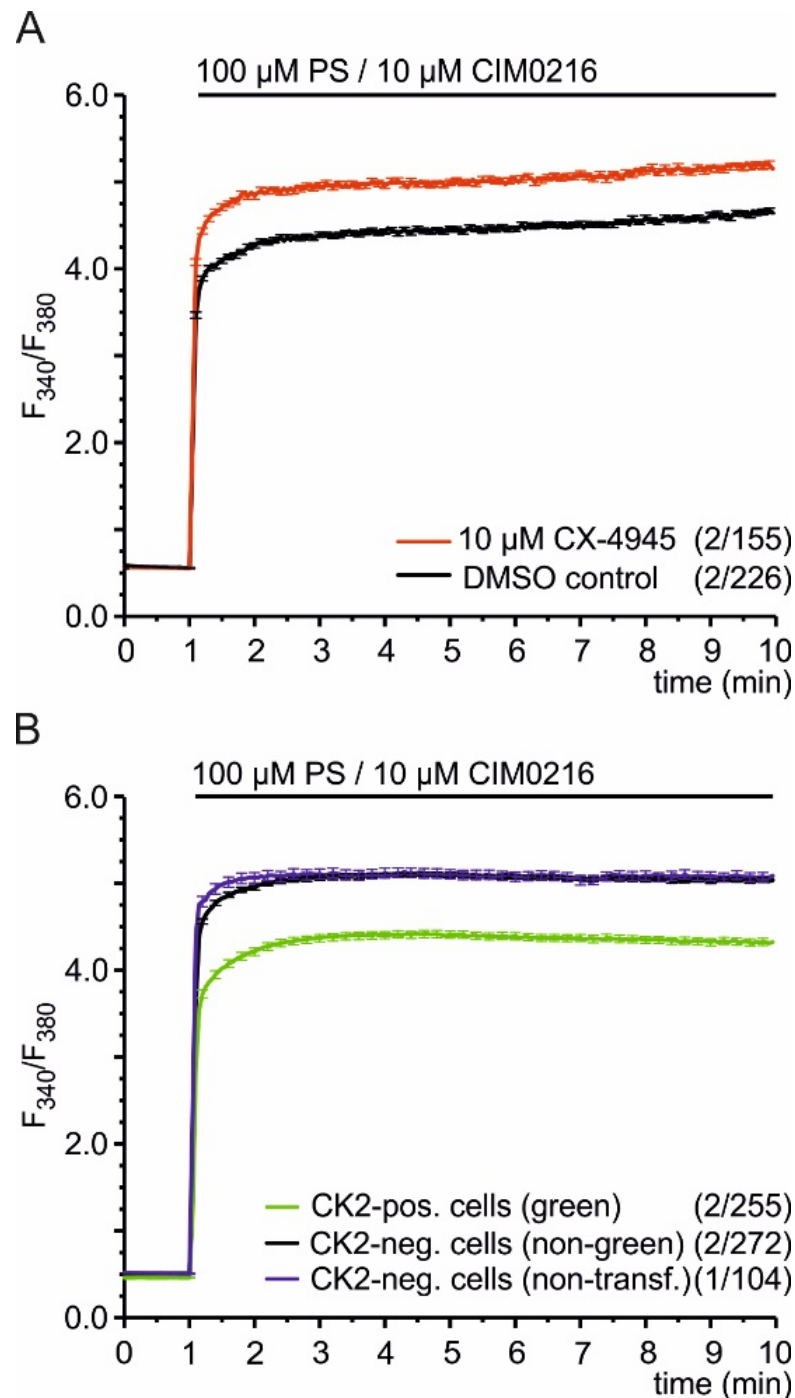 A
100 µM PS / 10 µM CIM0216
6.0
4.0
2.0
0.0
F340/F380
10 µM CX-4945 (2/155)
DMSO control (2/226)
0 1 2 3 4 5 6 7 8 9 10
time (min)
B
100 µM PS / 10 µM CIM0216
6.0
4.0
2.0
0.0
F340/F380
CK2-pos. cells (green) (2/255)
CK2-neg. cells (non-green) (2/272)
CK2-neg. cells (non-transf.) (1/104)
0 1 2 3 4 5 6 7 8 9 10
time (min)